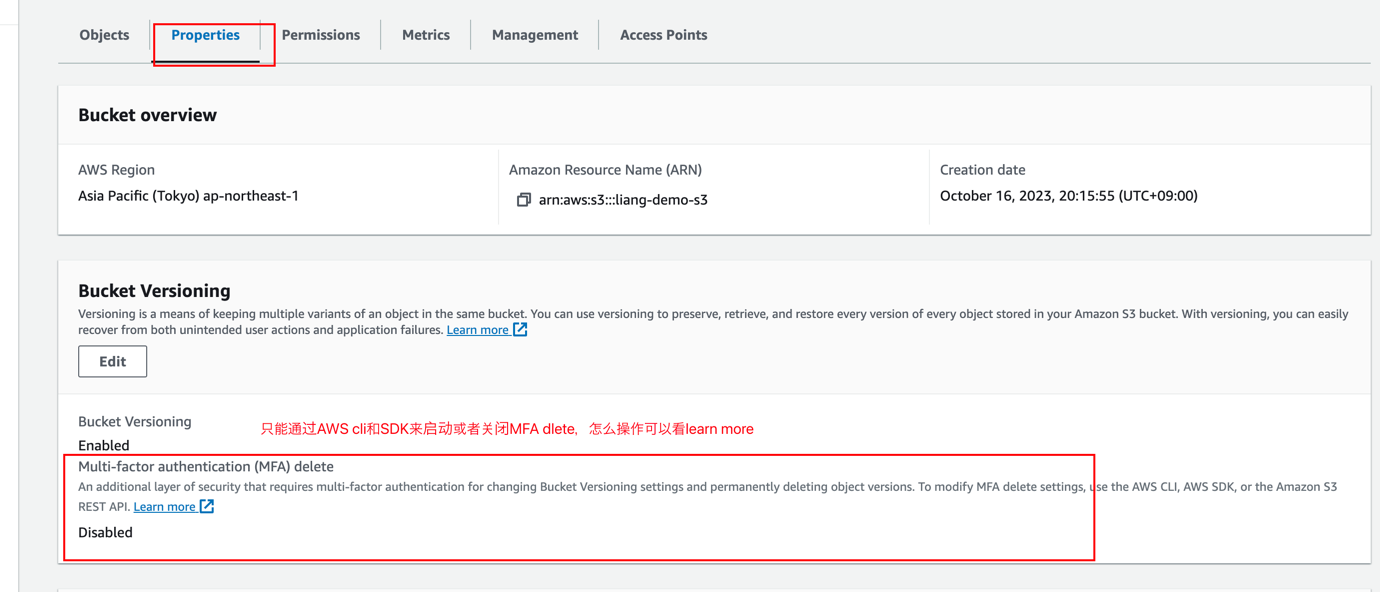 Objects Properties Permissions Metrics Management Access Points
Bucket overview
AWS Region
Asia Pacific (Tokyo) ap-northeast-1
Amazon Resource Name (ARN)
arn:aws:s3:::liang-demo-s3
Creation date
October 16, 2023, 20:15:55 (UTC+09:00)
Bucket Versioning
Versioning is a means of keeping multiple variants of an object in the same bucket. You can use versioning to preserve, retrieve, and restore every version of every object stored in your Amazon S3 bucket. With versioning, you can easily
recover from both unintended user actions and application failures. Learn more
Edit
Bucket Versioning
Enabled
只能通过AWS cli和SDK来启动或者关闭MFA dlete，怎么操作可以看learn more
Multi-factor authentication (MFA) delete
An additional layer of security that requires multi-factor authentication for changing Bucket Versioning settings and permanently deleting object versions. To modify MFA delete settings, use the AWS CLI, AWS SDK, or the Amazon S3
REST API. Learn more
Disabled